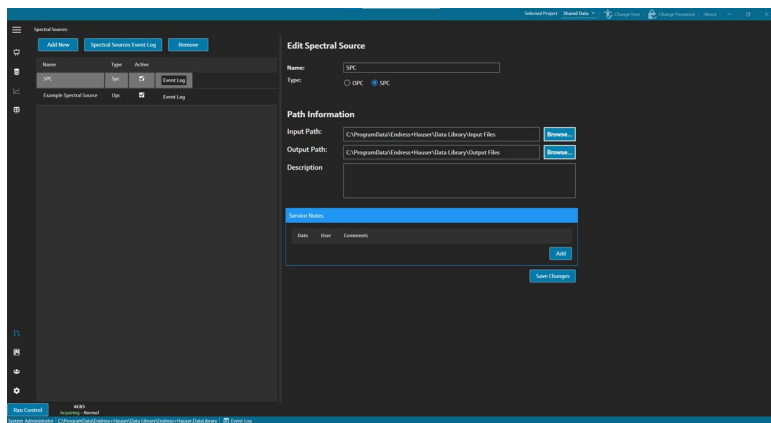 Selected Project Shared Data Change User Change Password About
Spectral Sources
Add New Spectral Sources Event Log Remove
Name Type Active
SPC Spc Event Log
Example Spectral Source Opc Event Log
Edit Spectral Source
Name: SPC
Type: OPC SPC
Path Information
Input Path: C:\ProgramData\Endress+Hauser\Data Library\Input Files Browse...
Output Path: C:\ProgramData\Endress+Hauser\Data Library\Output Files Browse...
Description
Service Notes
Date User Comments
Add
Save Changes
Run Control
Acquiring - Normal
System Administrator C:\ProgramData\Endress+Hauser\Data Library\Endress+Hauser.DataLibrary Event Log